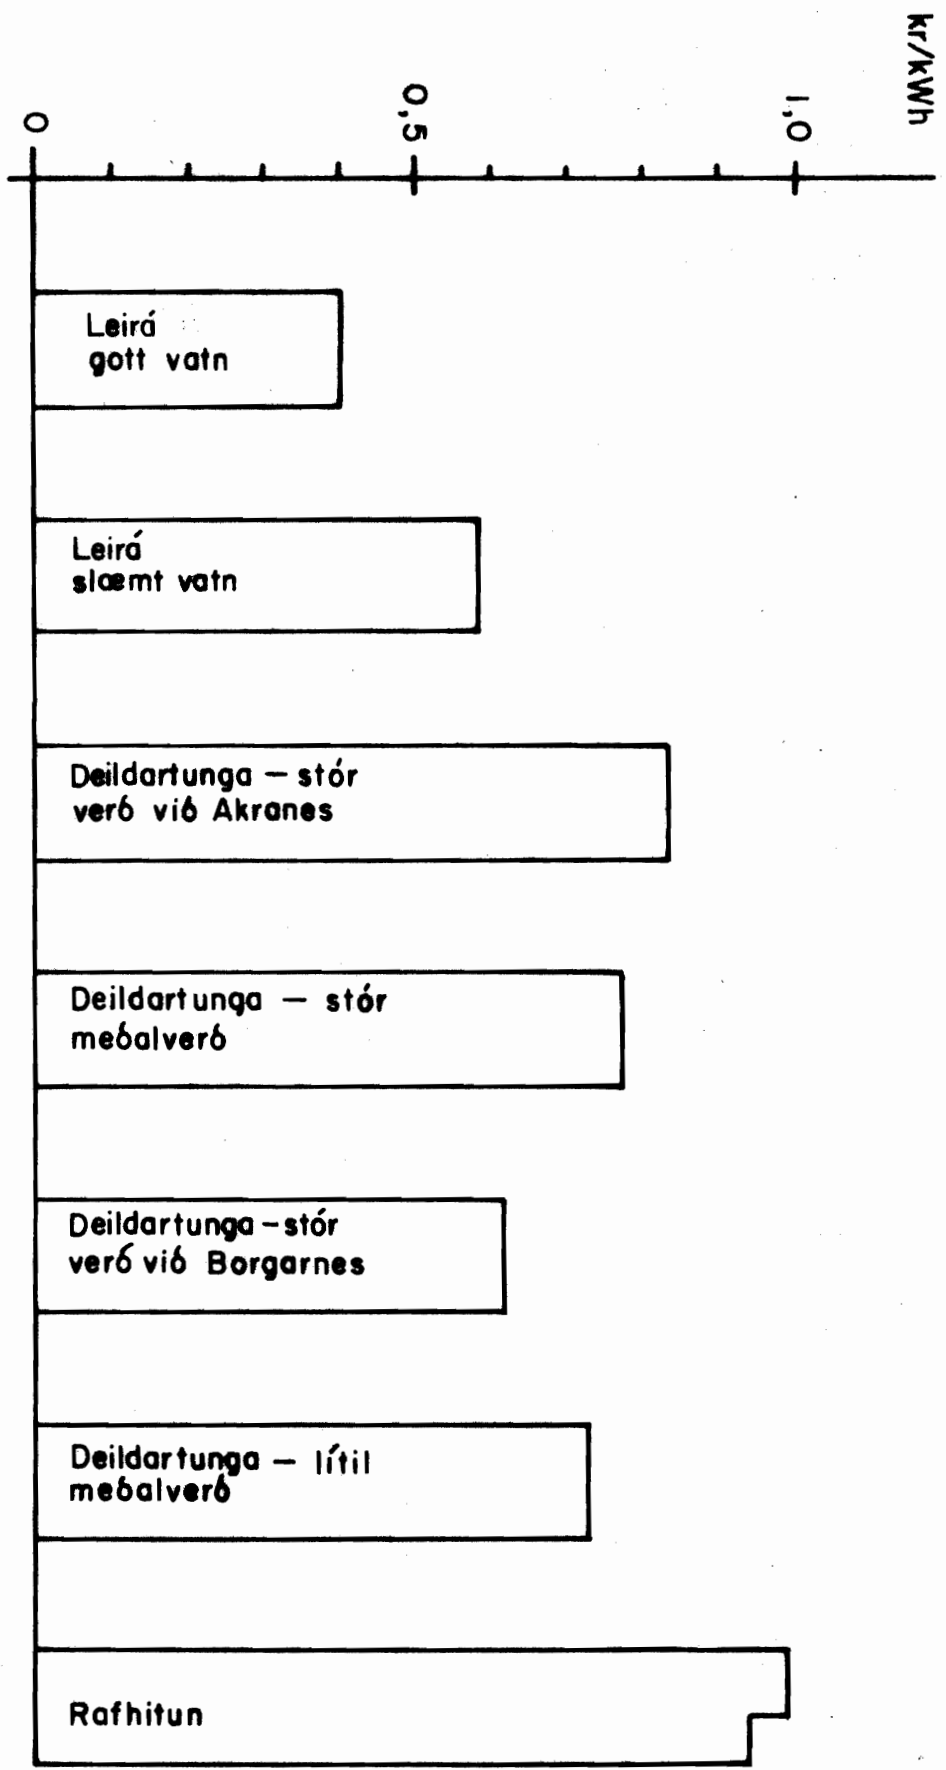 kr/kWh
0
0,5
1,0
Leirá
gott vatn
Leirá
slæmt vatn
Deildartunga – stór
verð við Akranes
Deildartunga – stór
meðalverð
Deildartunga – stór
verð við Borgarnes
Deildartunga – lítil
meðalverð
Rafhitun